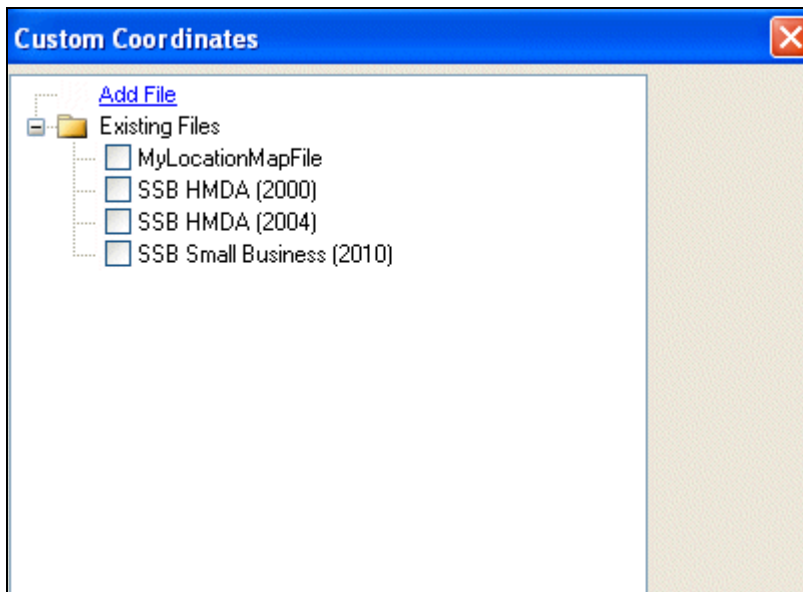 Custom Coordinates
Add File
Existing Files
MyLocationMapFile
SSB HMDA (2000)
SSB HMDA (2004)
SSB Small Business (2010)